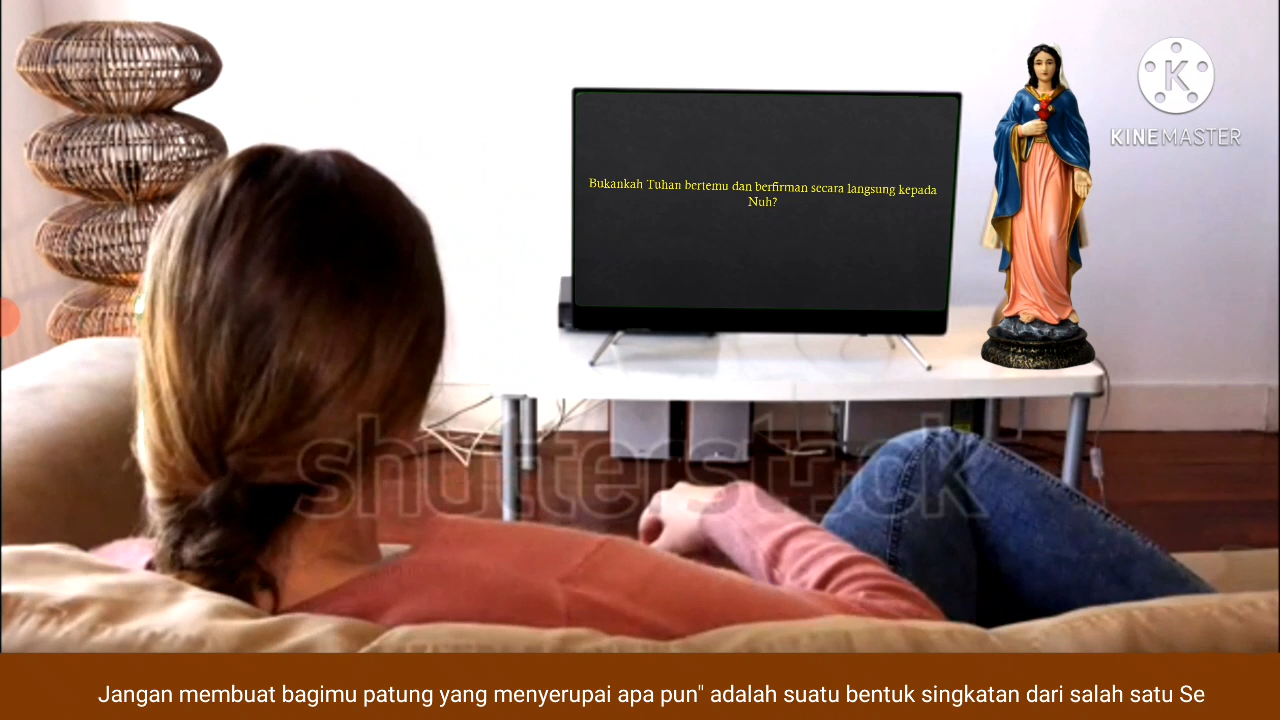 Bukankah Tuhan bertemu dan berfirman secara langsung kepada
Nuh?
K
KINEMASTER
shutterstock
Jangan membuat bagimu patung yang menyerupai apa pun" adalah suatu bentuk singkatan dari salah satu Se